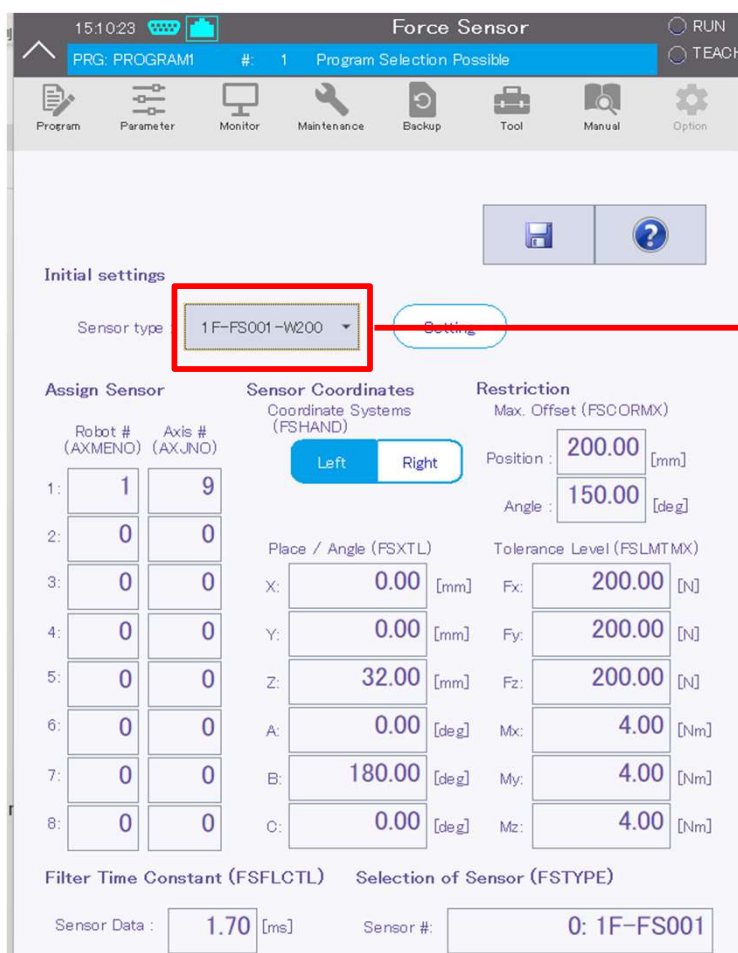 15:10:23 Force Sensor RUN
PRG: PROGRAM1 #: 1 Program Selection Possible TEACH
Program Parameter Monitor Maintenance Backup Tool Manual Option
Initial settings
Sensor type : 1F-FS001-W200 Setting
Assign Sensor Sensor Coordinates Restriction
Coordinate Systems Max. Offset (FSCORMX)
Robot # Axis # (FSHAND)
(AXMENO) (AXJNO)
Left Right Position : 200.00 [mm]
1: 1 9 Angle : 150.00 [deg]
2: 0 0 Place / Angle (FSXTL) Tolerance Level (FSLMTMX)
3: 0 0 X: 0.00 [mm] Fx: 200.00 [N]
4: 0 0 Y: 0.00 [mm] Fy: 200.00 [N]
5: 0 0 Z: 32.00 [mm] Fz: 200.00 [N]
6: 0 0 A: 0.00 [deg] Mx: 4.00 [Nm]
7: 0 0 B: 180.00 [deg] My: 4.00 [Nm]
8: 0 0 C: 0.00 [deg] Mz: 4.00 [Nm]
Filter Time Constant (FSFLCTL) Selection of Sensor (FSTYPE)
Sensor Data : 1.70 [ms] Sensor #: 0: 1F-FS001